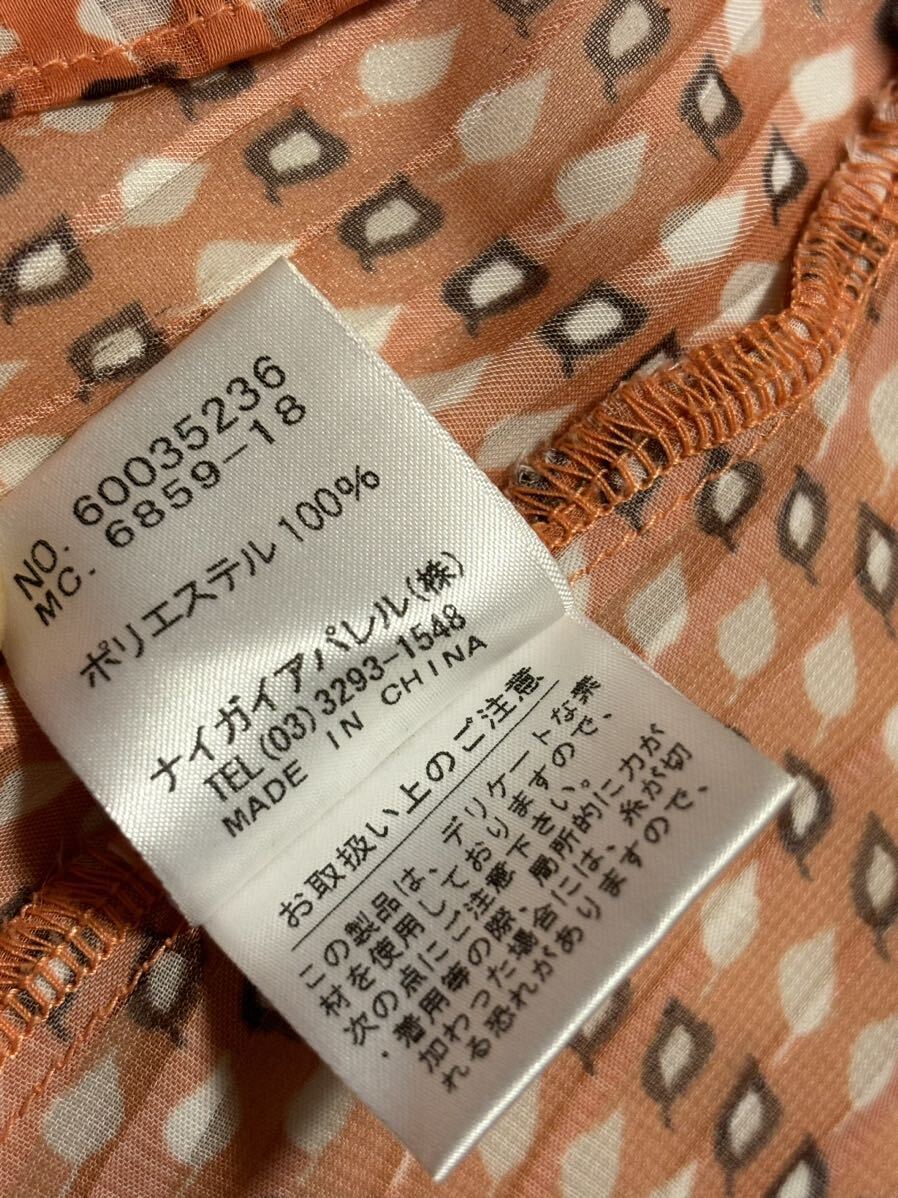 NO. 60035236
MC. 6859-18
ポリエステル 100%
ナイガイアパレル(株)
TEL(03)3293-1548
MADE IN CHINA
お取扱い上のご注意
この製品は、デリケートな素
材を使用しておりますので、
次の点にご注意下さい。
・着用等の際、局所的に力が
加わった場合には、糸が切
れる恐れがありますので、